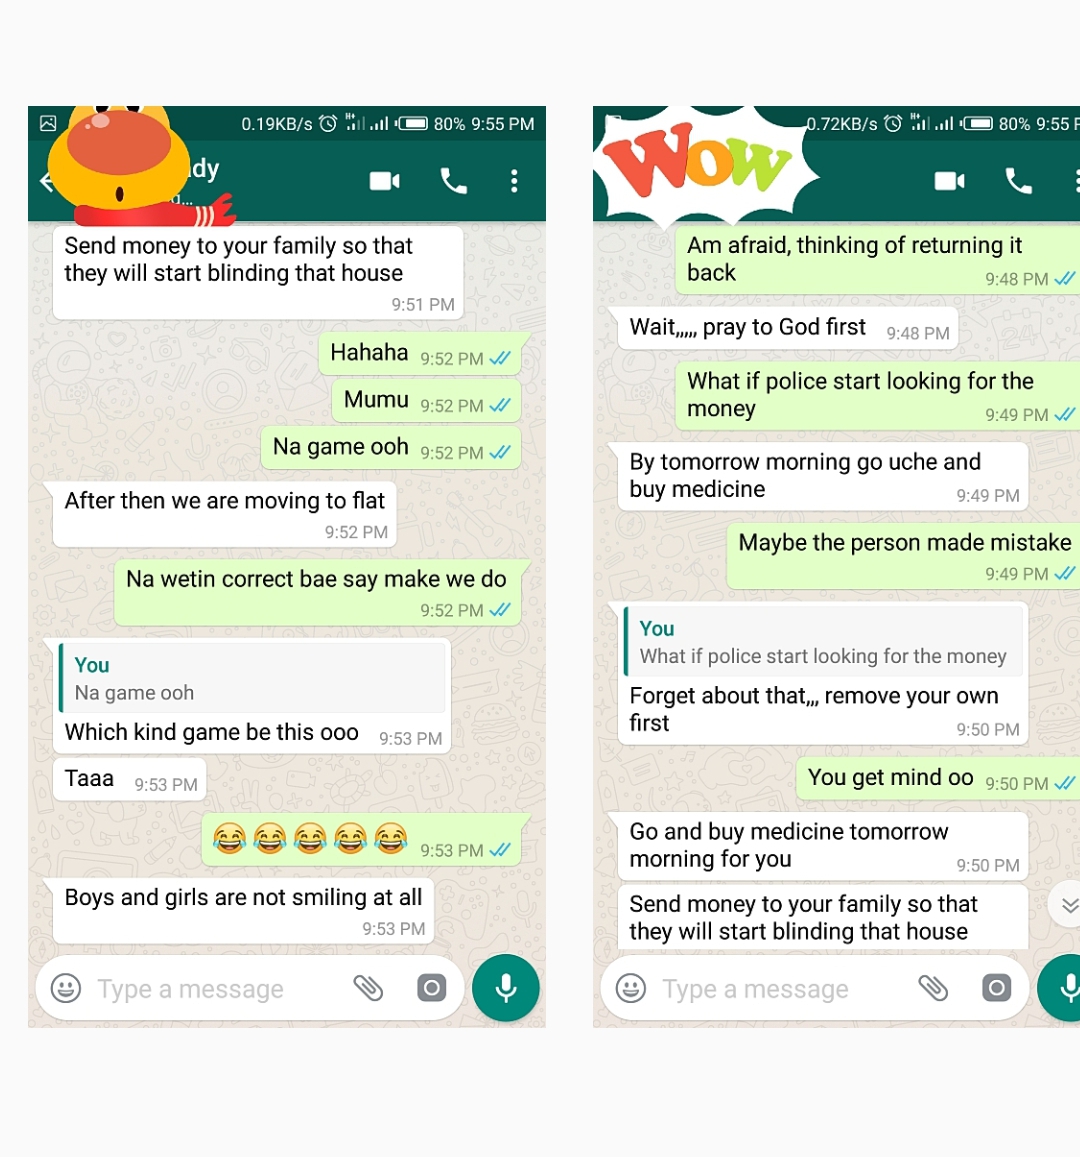 0.19KB/s 80% 9:55 PM
dy
d...
Send money to your family so that
they will start blinding that house
9:51 PM
Hahaha 9:52 PM
Mumu 9:52 PM
Na game ooh 9:52 PM
After then we are moving to flat
9:52 PM
Na wetin correct bae say make we do
9:52 PM
You
Na game ooh
Which kind game be this ooo 9:53 PM
Taaa 9:53 PM
9:53 PM
Boys and girls are not smiling at all
9:53 PM
Type a message
WOW
0.72KB/s 80% 9:55 P
Am afraid, thinking of returning it
back 9:48 PM
Wait,,,,, pray to God first 9:48 PM
What if police start looking for the
money 9:49 PM
By tomorrow morning go uche and
buy medicine 9:49 PM
Maybe the person made mistake
9:49 PM
You
What if police start looking for the money
Forget about that,,, remove your own
first 9:50 PM
You get mind oo 9:50 PM
Go and buy medicine tomorrow
morning for you 9:50 PM
Send money to your family so that
they will start blinding that house
Type a message